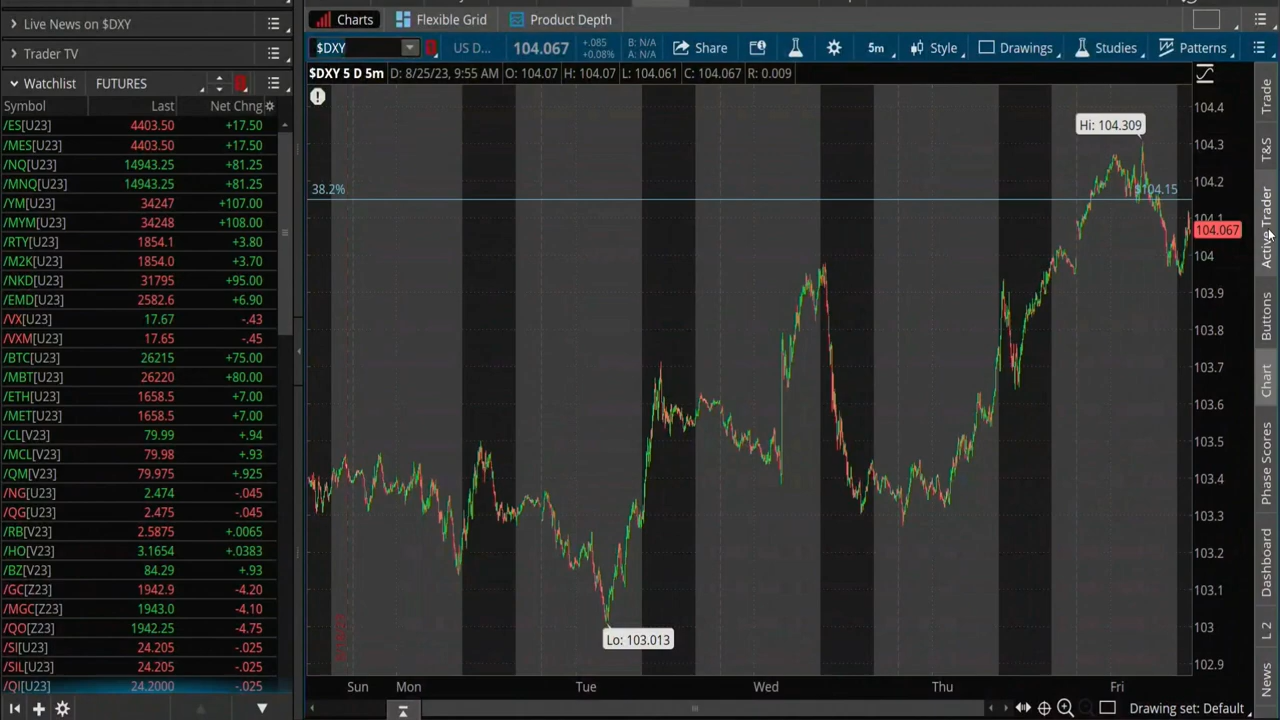 Live News on $DXY
Trader TV
Watchlist FUTURES
Symbol Last Net Chng
/ES[U23] 4403.50 +17.50
/MES[U23] 4403.50 +17.50
/NQ[U23] 14943.25 +81.25
/MNQ[U23] 14943.25 +81.25
/YM[U23] 34247 +107.00
/MYM[U23] 34248 +108.00
/RTY[U23] 1854.1 +3.80
/M2K[U23] 1854.0 +3.70
/NKD[U23] 31795 +95.00
/EMD[U23] 2582.6 +6.90
/VX[U23] 17.67 -.43
/VXM[U23] 17.65 -.45
/BTC[U23] 26215 +75.00
/MBT[U23] 26220 +80.00
/ETH[U23] 1658.5 +7.00
/MET[U23] 1658.5 +7.00
/CL[V23] 79.99 +.94
/MCL[V23] 79.98 +.93
/QM[V23] 79.975 +.925
/NG[U23] 2.474 -.045
/QG[U23] 2.475 -.045
/RB[V23] 2.5875 +.0065
/HO[V23] 3.1654 +.0383
/BZ[V23] 84.29 +.93
/GC[Z23] 1942.9 -4.20
/MGC[Z23] 1943.0 -4.10
/QO[Z23] 1942.25 -4.75
/SI[U23] 24.205 -.025
/SIL[U23] 24.205 -.025
/QI[U23] 24.2000 -.025
Charts Flexible Grid Product Depth
$DXY US D... 104.067 +.085 +0.08% B: N/A A: N/A Share 5m Style Drawings Studies Patterns
$DXY 5 D 5m D: 8/25/23, 9:55 AM O: 104.07 H: 104.07 L: 104.061 C: 104.067 R: 0.009
Hi: 104.309
38.2% $104.15
Lo: 103.013
104.4
104.3
104.2
104.1
104.067
104
103.9
103.8
103.7
103.6
103.5
103.4
103.3
103.2
103.1
103
102.9
Sun Mon Tue Wed Thu Fri
Drawing set: Default
Trade
T&S
Active Trader
Buttons
Chart
Phase Scores
Dashboard
L 2
News